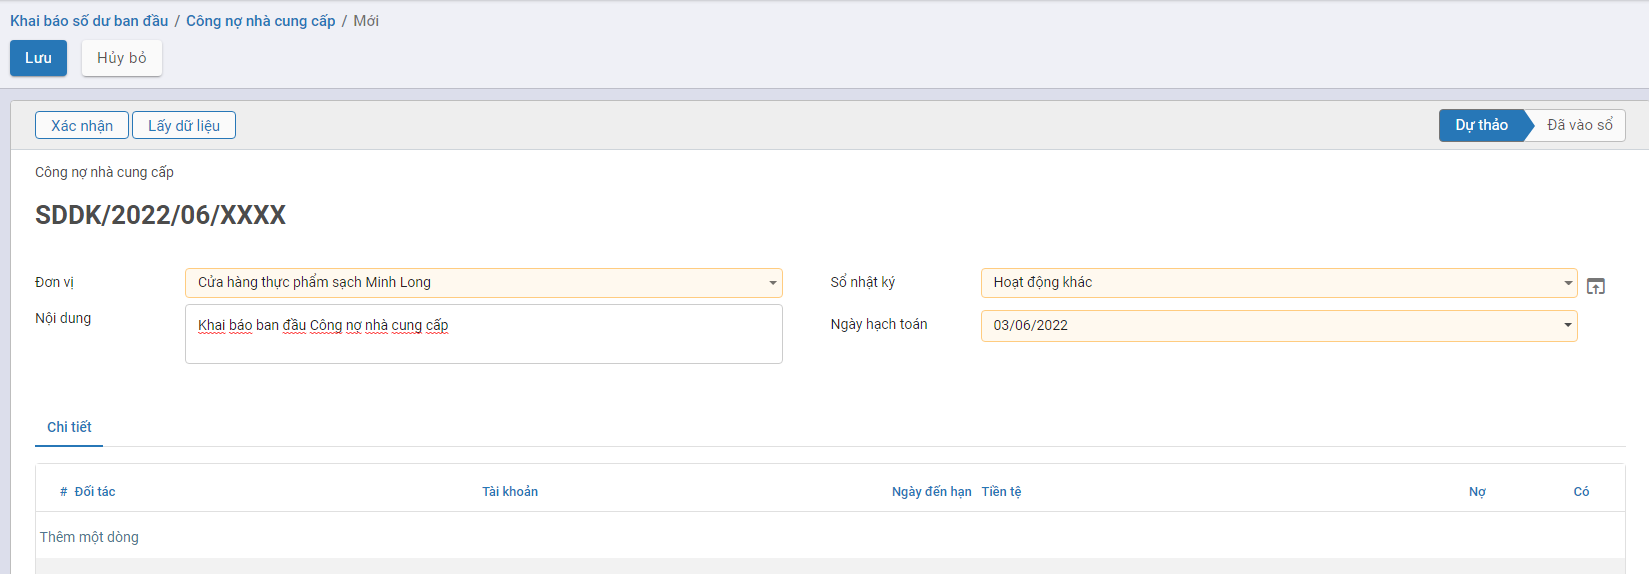 Khai báo số dư ban đầu / Công nợ nhà cung cấp / Mới
Lưu Hủy bỏ
Xác nhận Lấy dữ liệu Dự thảo Đã vào sổ
Công nợ nhà cung cấp
SDDK/2022/06/XXXX
Đơn vị Cửa hàng thực phẩm sạch Minh Long Sổ nhật ký Hoạt động khác
Nội dung Khai báo ban đầu Công nợ nhà cung cấp Ngày hạch toán 03/06/2022
Chi tiết
# Đối tác Tài khoản Ngày đến hạn Tiền tệ Nợ Có
Thêm một dòng